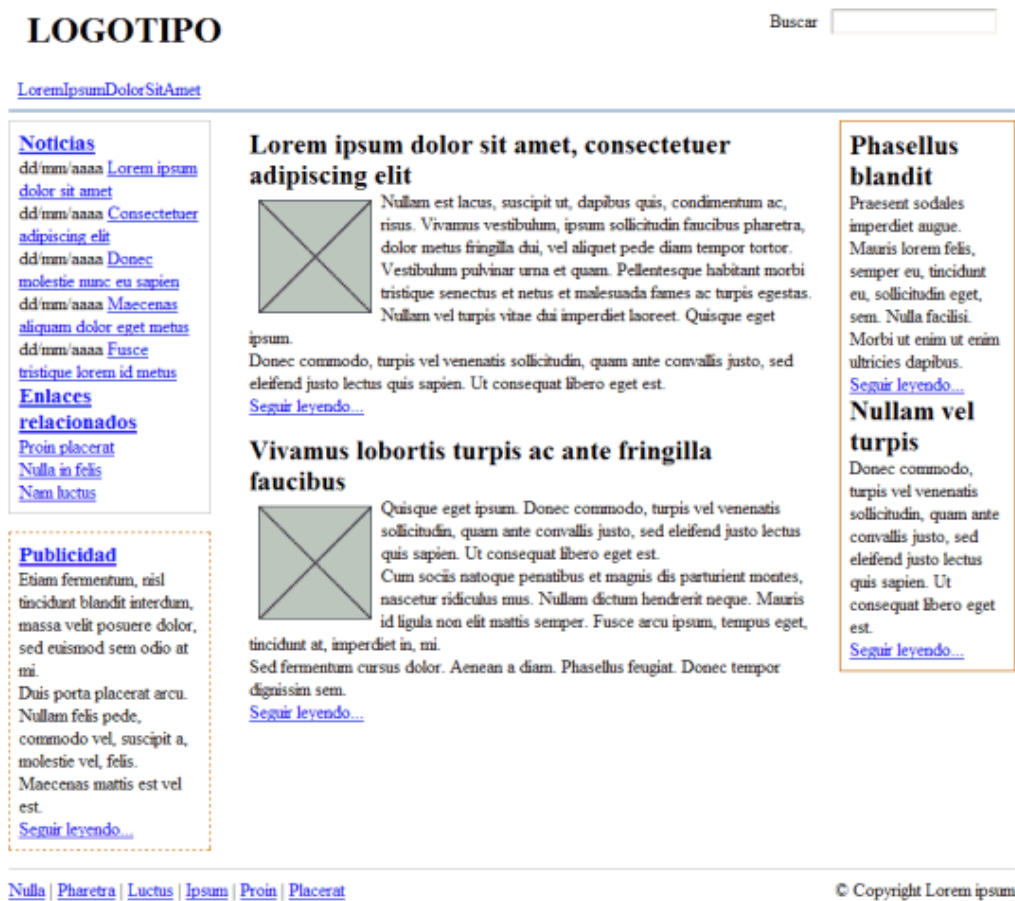 LOGOTIPO
Buscar
LoremIpsumDolorSitAmet
Noticias
dd/mm/aaaa Lorem ipsum
dolor sit amet
dd/mm/aaaa Consectetuer
adipiscing elit
dd/mm/aaaa Donec
molestie nunc eu sapien
dd/mm/aaaa Maecenas
aliquam dolor eget metus
dd/mm/aaaa Fusce
tristique lorem id metus
Enlaces
relacionados
Proin placerat
Nulla in felis
Nam luctus
Publicidad
Etiam fermentum, nisl
tincidunt blandit interdum,
massa velit posuere dolor,
sed euismod sem odio at
mi.
Duis porta placerat arcu.
Nullam felis pede,
commodo vel, suscipit a,
molestie vel, felis.
Maecenas mattis est vel
est.
Seguir leyendo...
Lorem ipsum dolor sit amet, consectetuer
adipiscing elit
Nullam est lacus, suscipit ut, dapibus quis, condimentum ac,
risus. Vivamus vestibulum, ipsum sollicitudin faucibus pharetra,
dolor metus fringilla dui, vel aliquet pede diam tempor tortor.
Vestibulum pulvinar urna et quam. Pellentesque habitant morbi
tristique senectus et netus et malesuada fames ac turpis egestas.
Nullam vel turpis vitae dui imperdiet laoreet. Quisque eget
ipsum.
Donec commodo, turpis vel venenatis sollicitudin, quam ante convallis justo, sed
eleifend justo lectus quis sapien. Ut consequat libero eget est.
Seguir leyendo...
Vivamus lobortis turpis ac ante fringilla
faucibus
Quisque eget ipsum. Donec commodo, turpis vel venenatis
sollicitudin, quam ante convallis justo, sed eleifend justo lectus
quis sapien. Ut consequat libero eget est.
Cum sociis natoque penatibus et magnis dis parturient montes,
nascetur ridiculus mus. Nullam dictum hendrerit neque. Mauris
id ligula non elit mattis semper. Fusce arcu ipsum, tempus eget,
tincidunt at, imperdiet in, mi.
Sed fermentum cursus dolor. Aenean a diam. Phasellus feugiat. Donec tempor
dignissim sem.
Seguir leyendo...
Phasellus
blandit
Praesent sodales
imperdiet augue.
Mauris lorem felis,
semper eu, tincidunt
eu, sollicitudin eget,
sem. Nulla facilisi.
Morbi ut enim ut enim
ultricies dapibus.
Seguir leyendo...
Nullam vel
turpis
Donec commodo,
turpis vel venenatis
sollicitudin, quam ante
convallis justo, sed
eleifend justo lectus
quis sapien. Ut
consequat libero eget
est.
Seguir leyendo...
Nulla | Pharetra | Luctus | Ipsum | Proin | Placerat
© Copyright Lorem ipsum